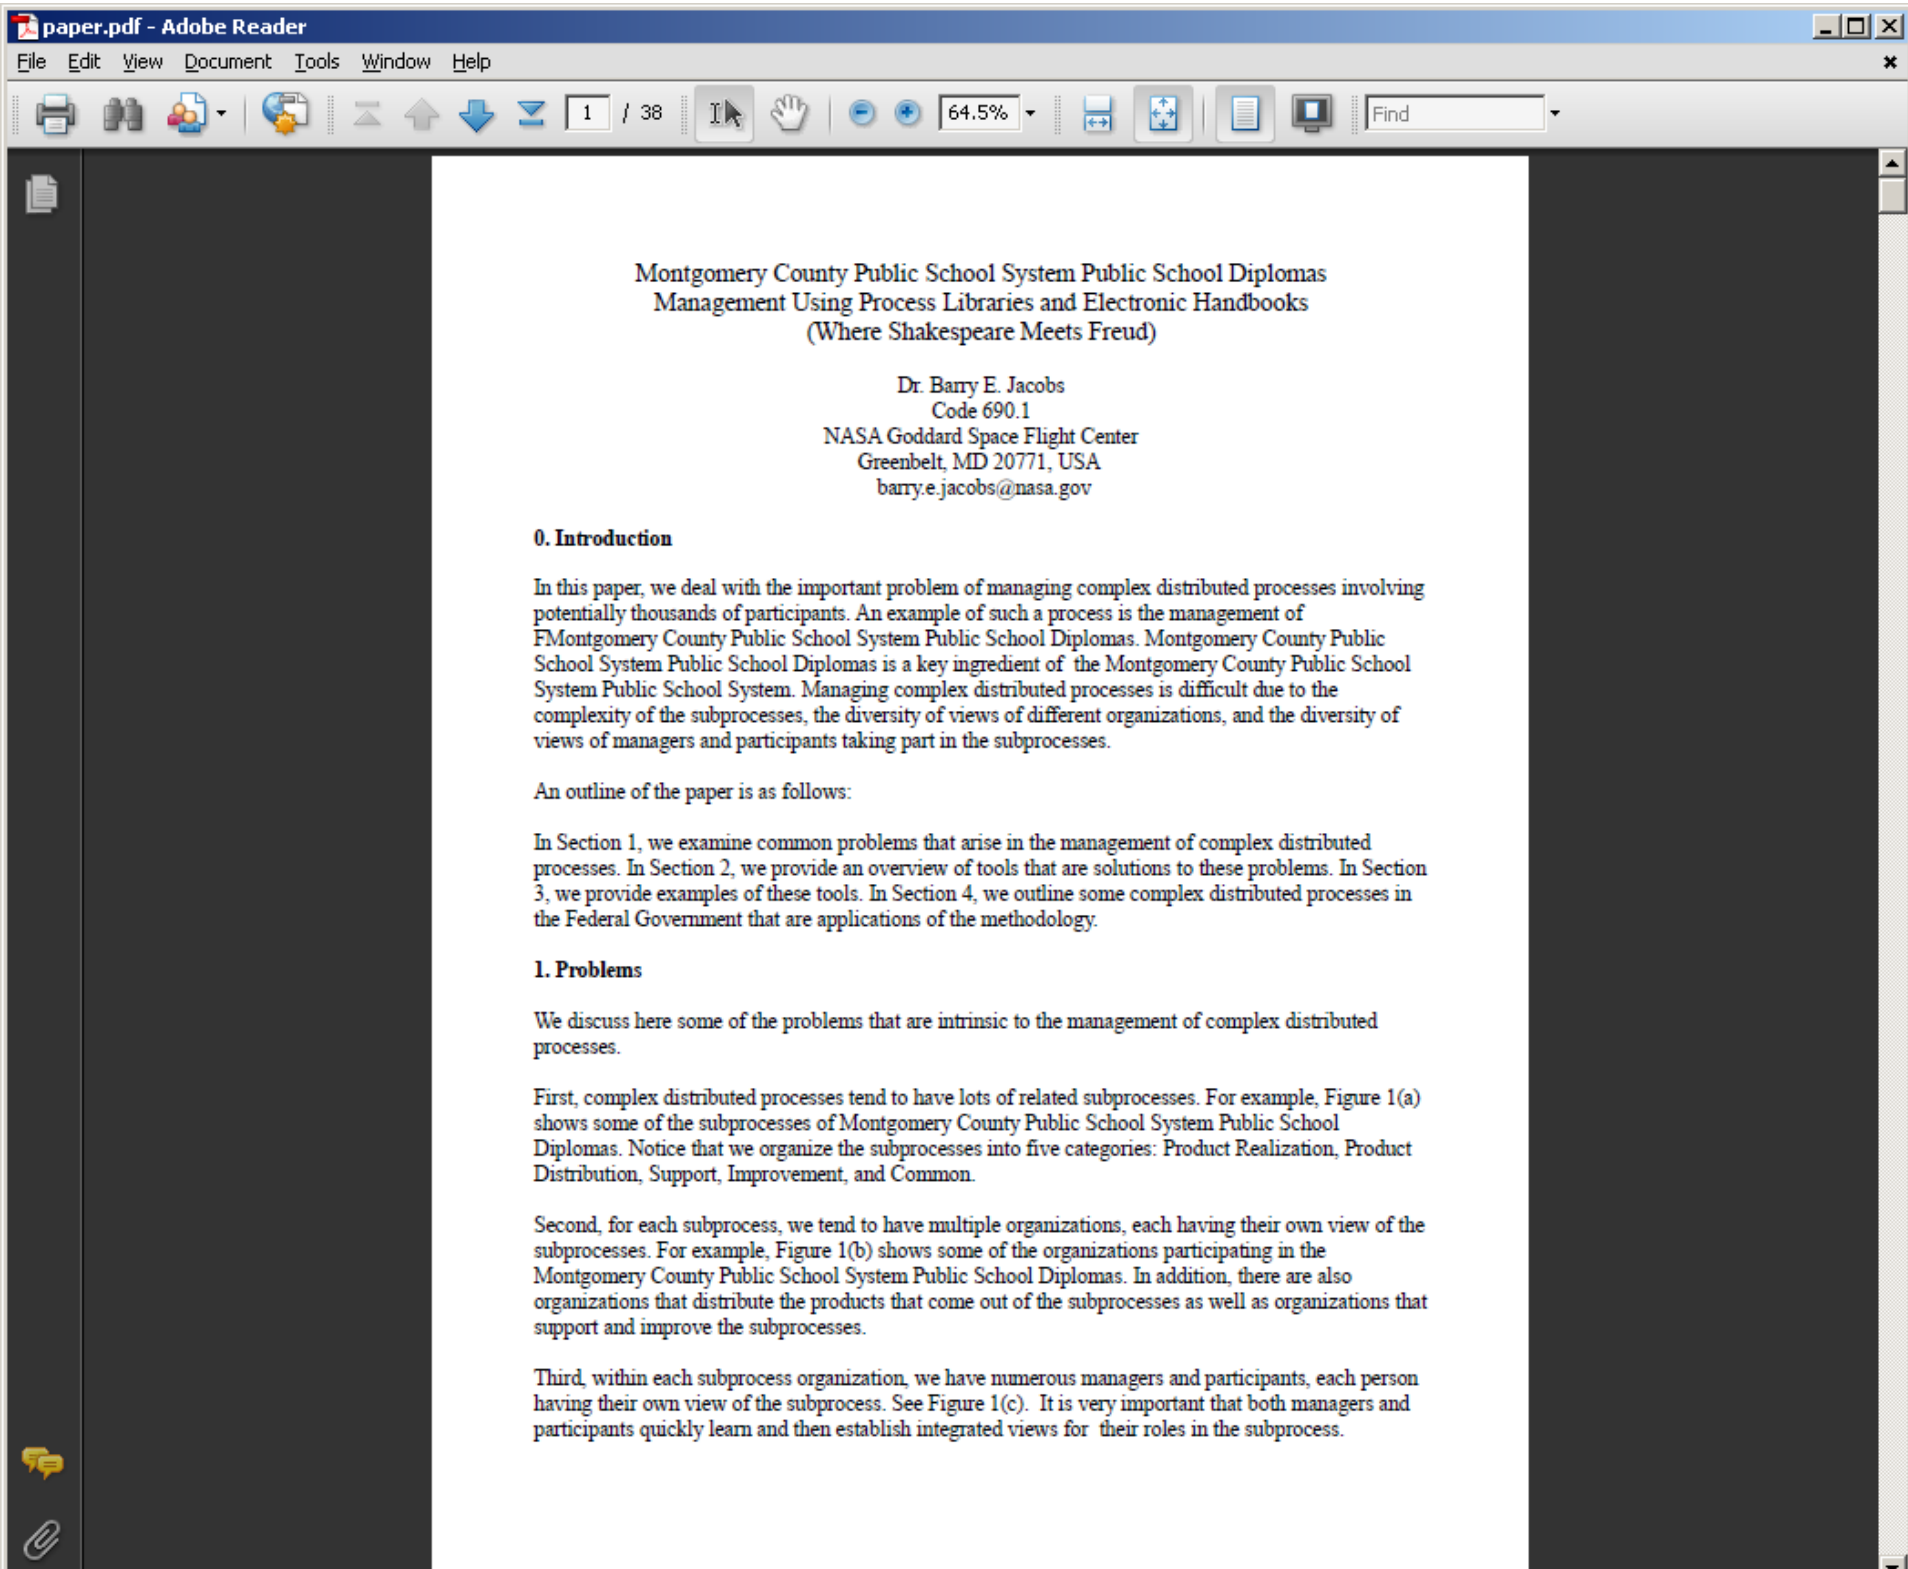 paper.pdf - Adobe Reader
File Edit View Document Tools Window Help
1 / 38 64.5% Find
Montgomery County Public School System Public School Diplomas
Management Using Process Libraries and Electronic Handbooks
(Where Shakespeare Meets Freud)
Dr. Barry E. Jacobs
Code 690.1
NASA Goddard Space Flight Center
Greenbelt, MD 20771, USA
barry.e.jacobs@nasa.gov
0. Introduction
In this paper, we deal with the important problem of managing complex distributed processes involving
potentially thousands of participants. An example of such a process is the management of
FMontgomery County Public School System Public School Diplomas. Montgomery County Public
School System Public School Diplomas is a key ingredient of the Montgomery County Public School
System Public School System. Managing complex distributed processes is difficult due to the
complexity of the subprocesses, the diversity of views of different organizations, and the diversity of
views of managers and participants taking part in the subprocesses.
An outline of the paper is as follows:
In Section 1, we examine common problems that arise in the management of complex distributed
processes. In Section 2, we provide an overview of tools that are solutions to these problems. In Section
3, we provide examples of these tools. In Section 4, we outline some complex distributed processes in
the Federal Government that are applications of the methodology.
1. Problems
We discuss here some of the problems that are intrinsic to the management of complex distributed
processes.
First, complex distributed processes tend to have lots of related subprocesses. For example, Figure 1(a)
shows some of the subprocesses of Montgomery County Public School System Public School
Diplomas. Notice that we organize the subprocesses into five categories: Product Realization, Product
Distribution, Support, Improvement, and Common.
Second, for each subprocess, we tend to have multiple organizations, each having their own view of the
subprocesses. For example, Figure 1(b) shows some of the organizations participating in the
Montgomery County Public School System Public School Diplomas. In addition, there are also
organizations that distribute the products that come out of the subprocesses as well as organizations that
support and improve the subprocesses.
Third, within each subprocess organization, we have numerous managers and participants, each person
having their own view of the subprocess. See Figure 1(c). It is very important that both managers and
participants quickly learn and then establish integrated views for their roles in the subprocess.